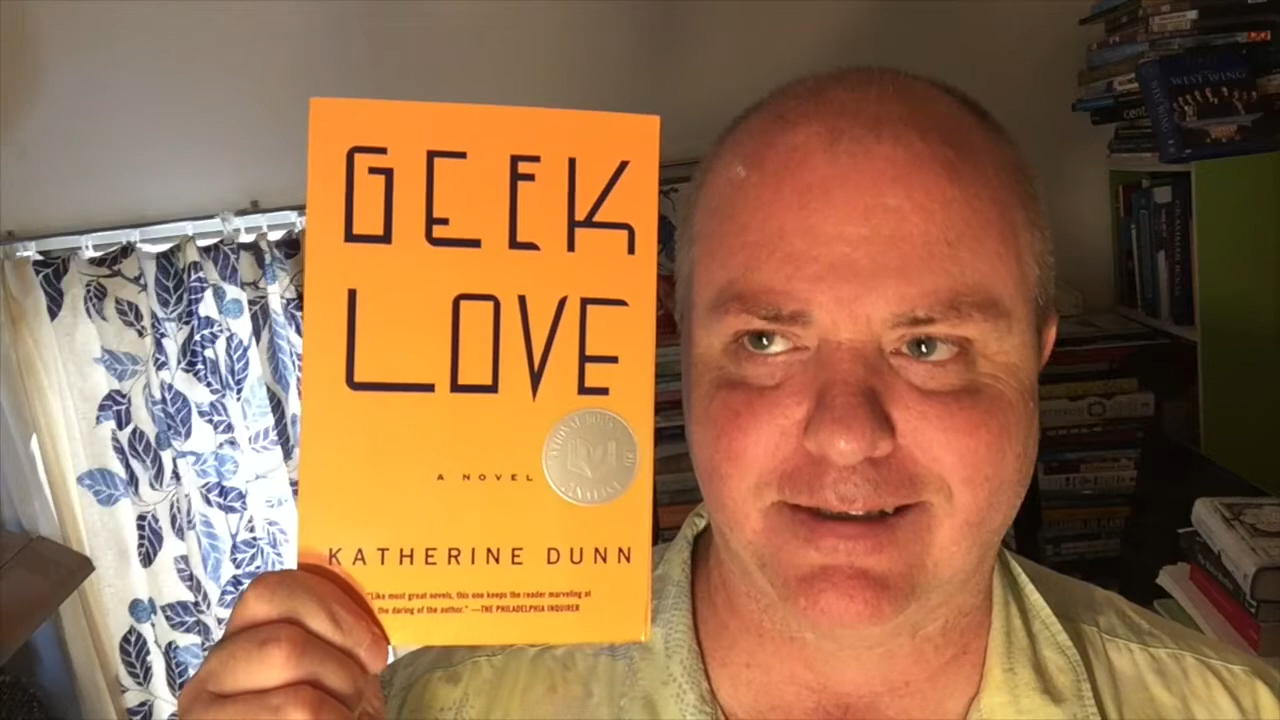 GEEK
LOVE
A NOVEL
KATHERINE DUNN
"Like most great novels, this one keeps the reader marveling at
the daring of the author." —THE PHILADELPHIA INQUIRER
WEST WING